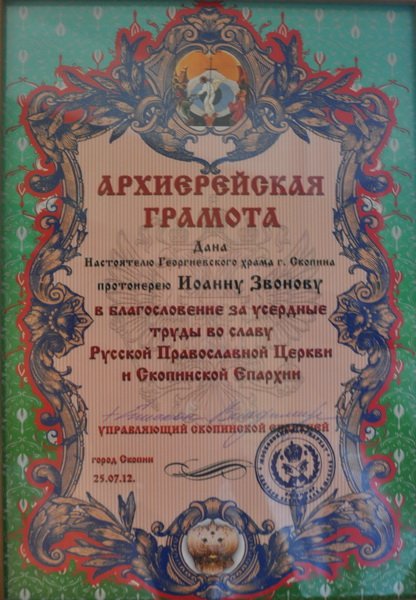 АРХИЕРЕЙСКАЯ
ГРАМОТА
Дана
Настоятелю Георгиевского храма г. Скопина
протоиерею Иоанну Звонову
в благословение за усердные
труды во славу
Русской Православной Церкви
и Скопинской Епархии
УПРАВЛЯЮЩИЙ СКОПИНСКОЙ ЕПАРХИЕЙ
город Скопин
25.07.12.